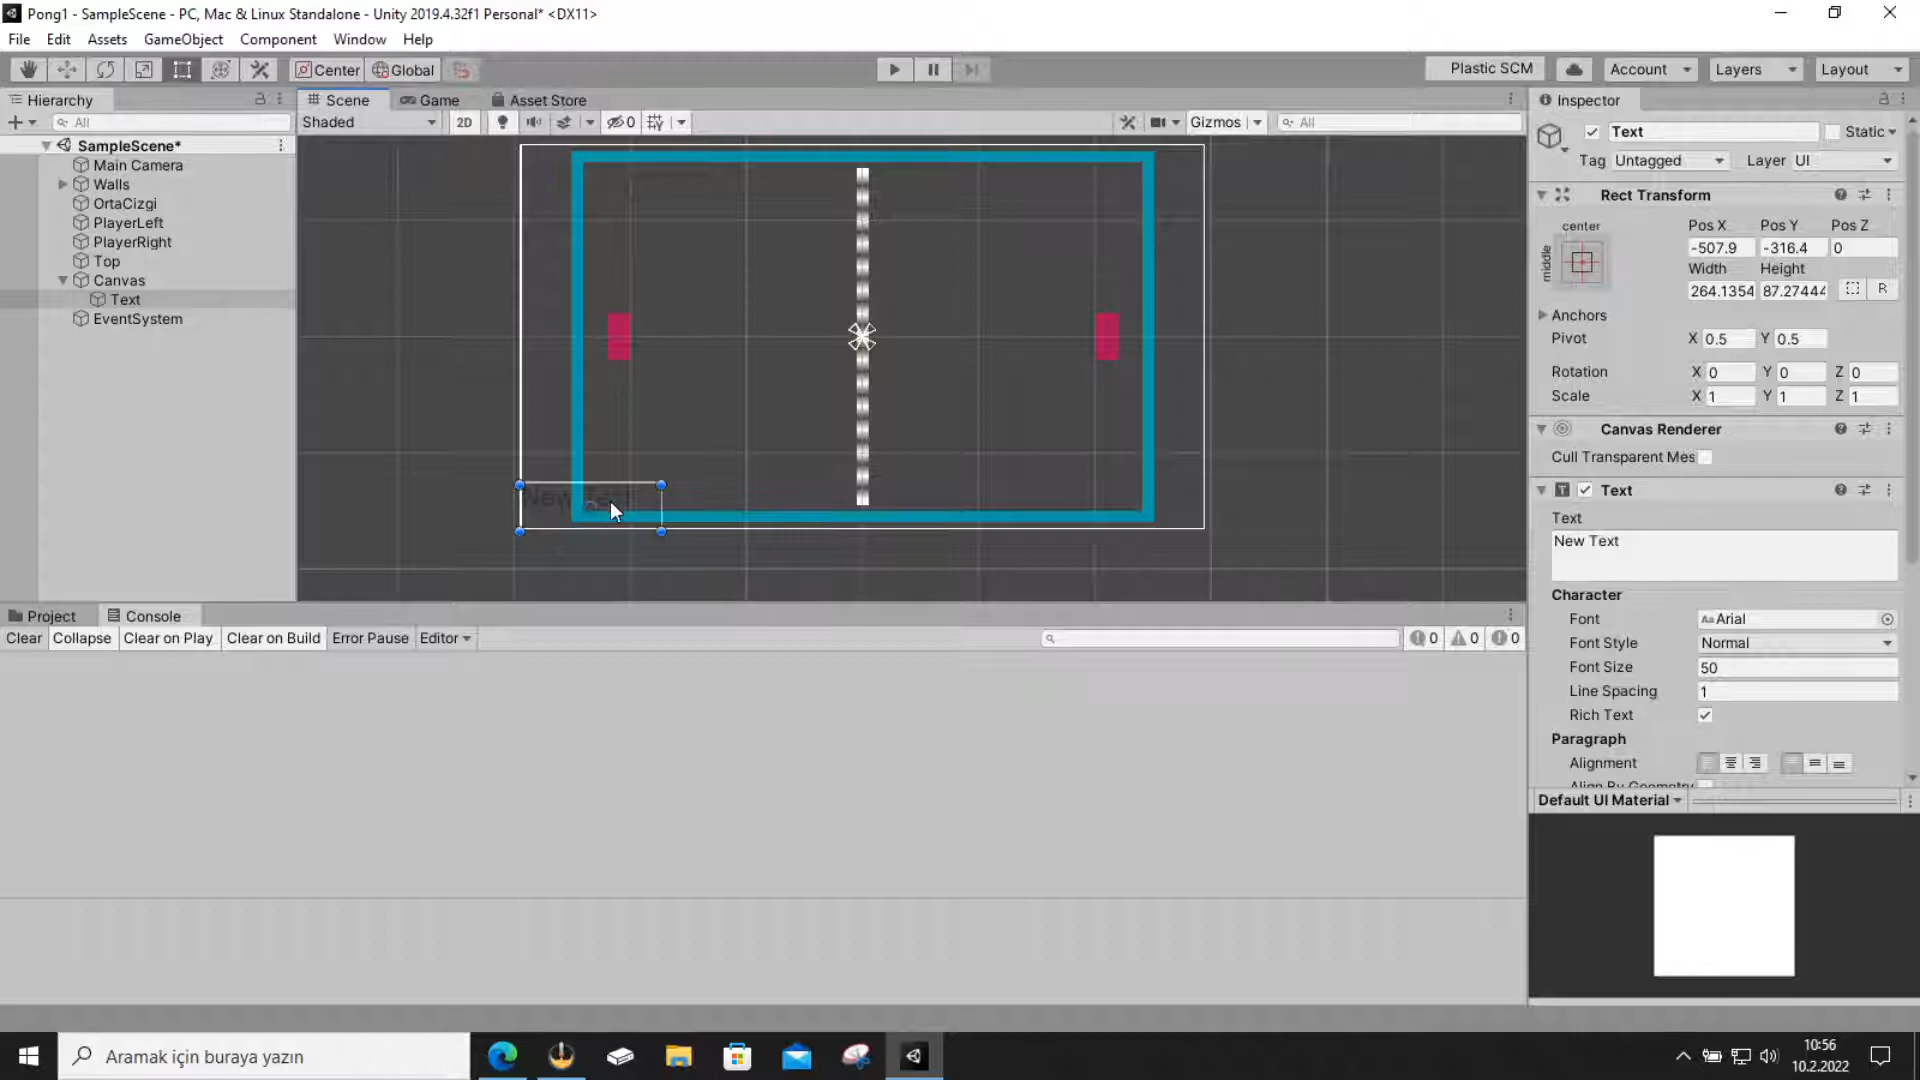 Pong1 - SampleScene - PC, Mac & Linux Standalone - Unity 2019.4.32f1 Personal* <DX11>
File Edit Assets GameObject Component Window Help
Center Global Plastic SCM Account Layers Layout
Hierarchy
All
SampleScene*
Main Camera
Walls
OrtaCizgi
PlayerLeft
PlayerRight
Top
Canvas
Text
EventSystem
Scene Game Asset Store
Shaded 2D 0 Gizmos All
New Text
Project Console
Clear Collapse Clear on Play Clear on Build Error Pause Editor 0 0 0
Inspector
Text Static
Tag Untagged Layer UI
Rect Transform
center
middle
Pos X Pos Y Pos Z
-507.9 -316.4 0
Width Height
264.1354 87.27444 R
Anchors
Pivot X 0.5 Y 0.5
Rotation X 0 Y 0 Z 0
Scale X 1 Y 1 Z 1
Canvas Renderer
Cull Transparent Mes
Text
Text
New Text
Character
Font Arial
Font Style Normal
Font Size 50
Line Spacing 1
Rich Text
Paragraph
Alignment
Align By Geometry
Default UI Material
Aramak için buraya yazın
10:56
10.2.2022